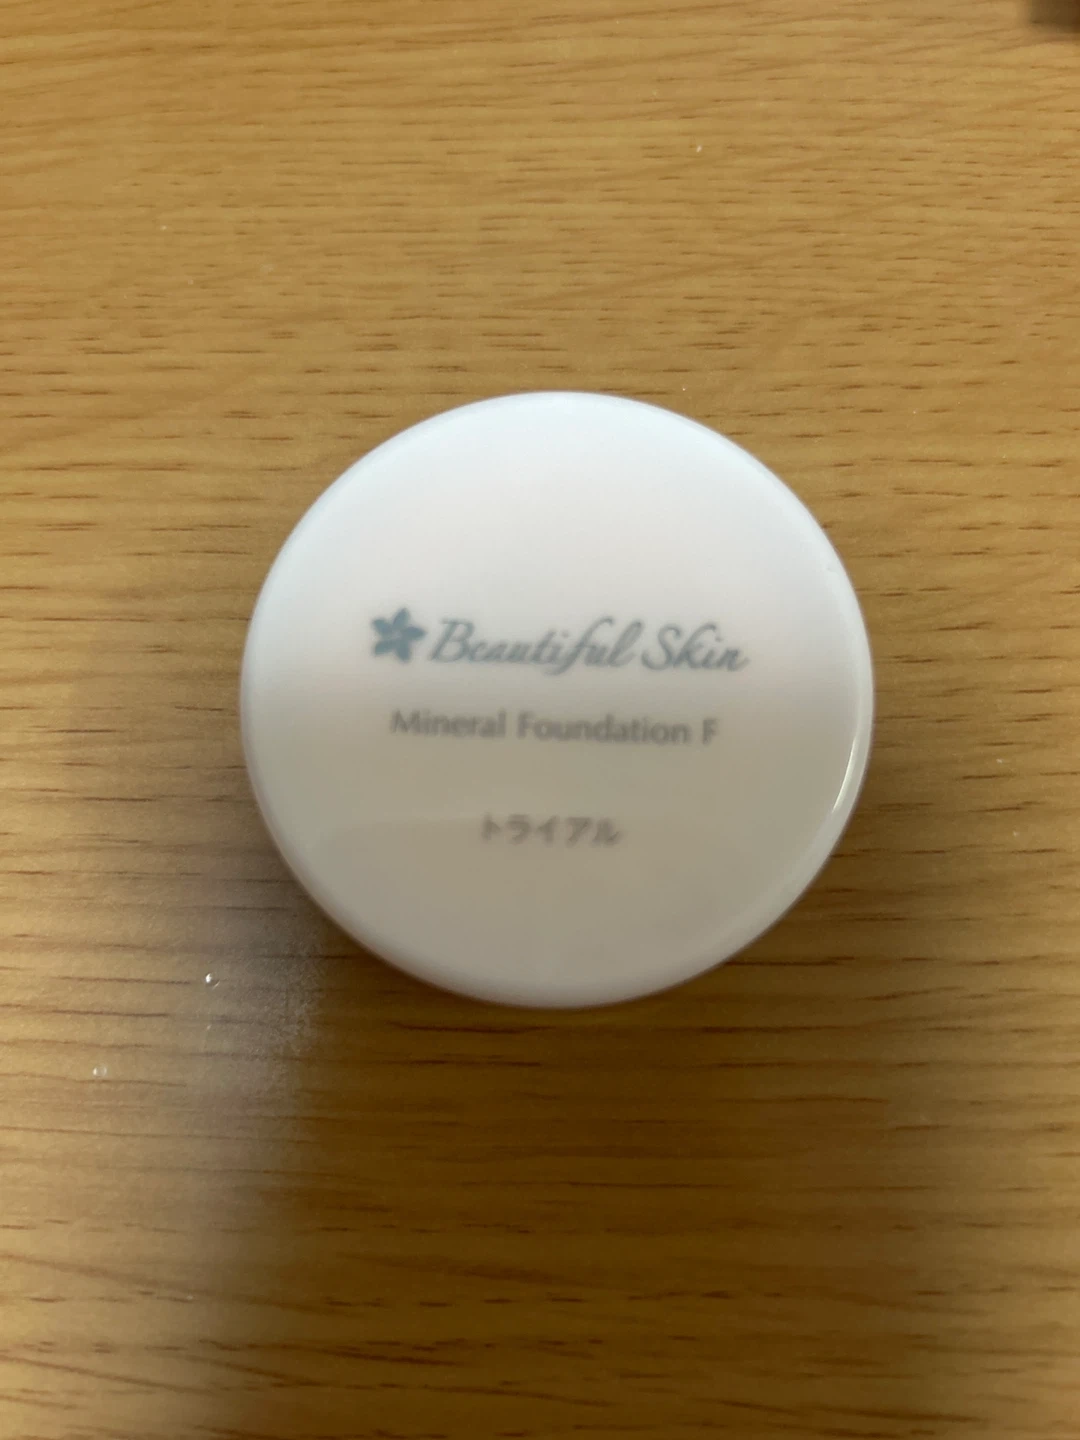 Beautiful Skin
Mineral Foundation F
トライアル